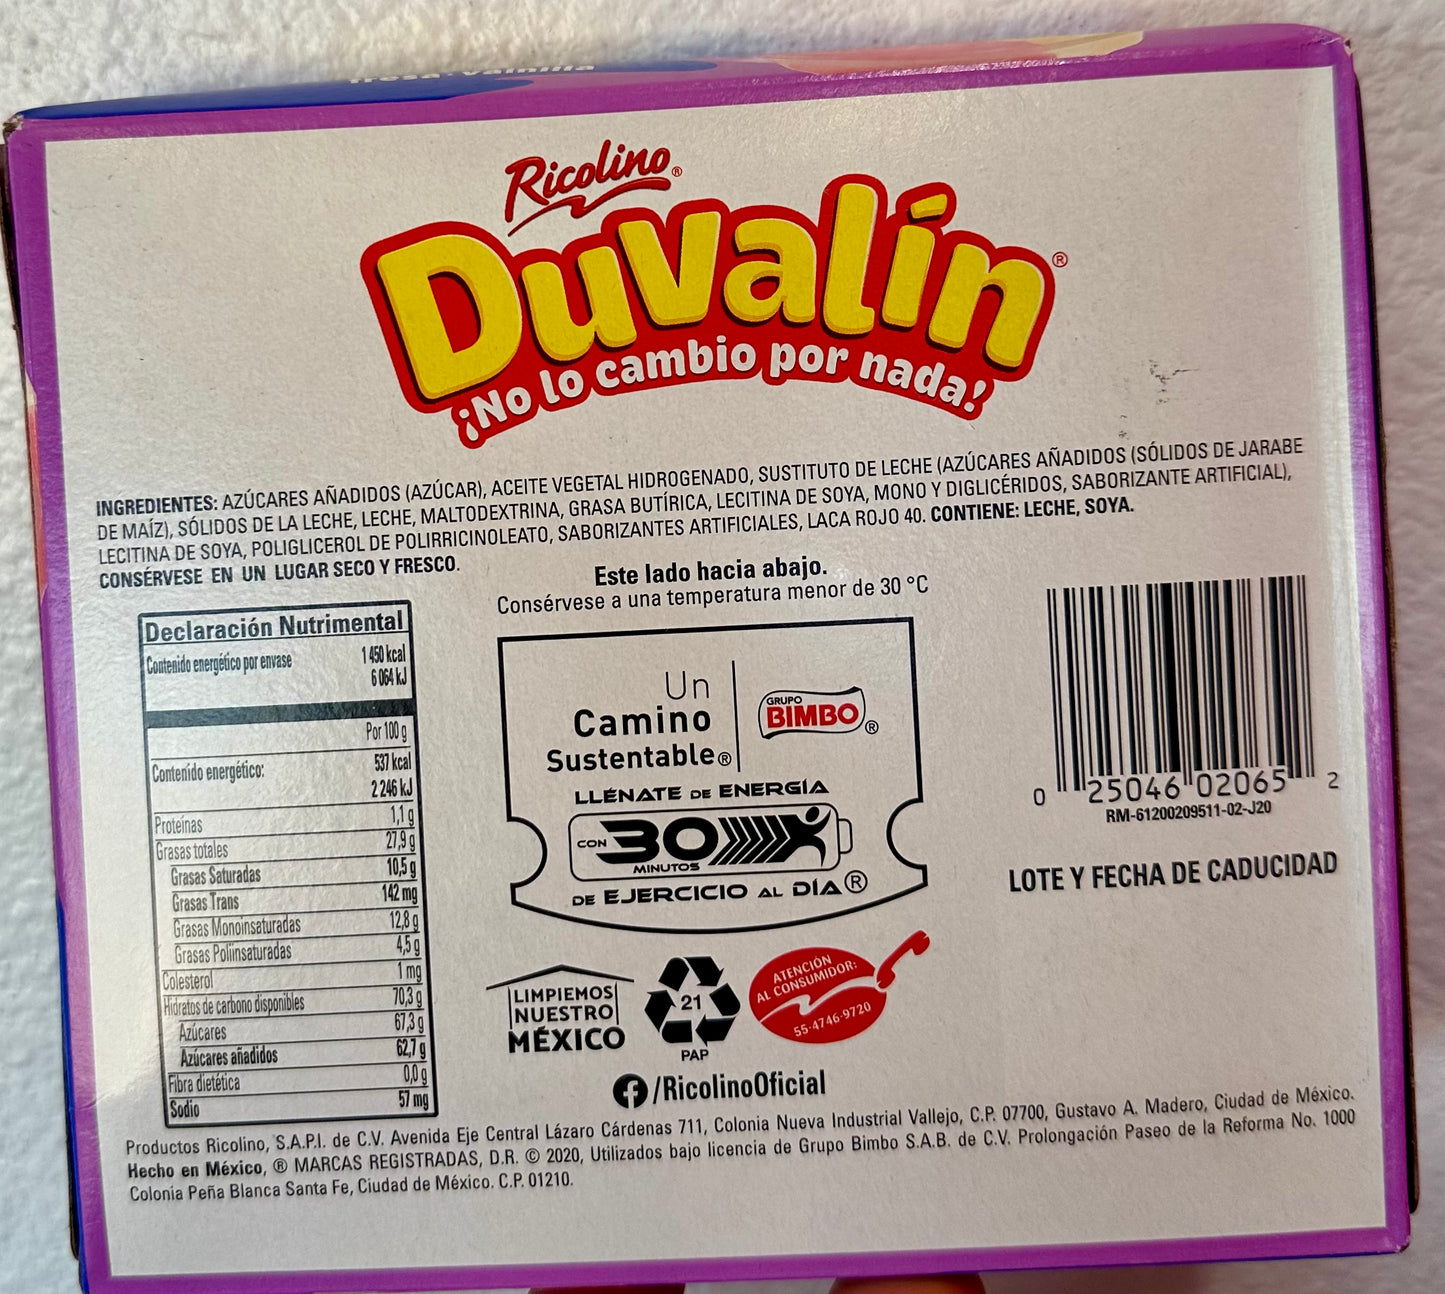 Fresa-Vainilla
Ricolino®
Duvalín®
¡No lo cambio por nada!
INGREDIENTES: AZÚCARES AÑADIDOS (AZÚCAR), ACEITE VEGETAL HIDROGENADO, SUSTITUTO DE LECHE (AZÚCARES AÑADIDOS (SÓLIDOS DE JARABE
DE MAÍZ), SÓLIDOS DE LA LECHE, LECHE, MALTODEXTRINA, GRASA BUTÍRICA, LECITINA DE SOYA, MONO Y DIGLICÉRIDOS, SABORIZANTE ARTIFICIAL),
LECITINA DE SOYA, POLIGLICEROL DE POLIRRICINOLEATO, SABORIZANTES ARTIFICIALES, LACA ROJO 40. CONTIENE: LECHE, SOYA.
CONSÉRVESE EN UN LUGAR SECO Y FRESCO.
Este lado hacia abajo.
Consérvese a una temperatura menor de 30 °C
Declaración Nutrimental
Contenido energético por envase 1 450 kcal
6 064 kJ
Por 100 g
Contenido energético: 537 kcal
2 246 kJ
Proteínas 1,1 g
Grasas totales 27,9 g
Grasas Saturadas 10,5 g
Grasas Trans 142 mg
Grasas Monoinsaturadas 12,8 g
Grasas Poliinsaturadas 4,5 g
Colesterol 1 mg
Hidratos de carbono disponibles 70,3 g
Azúcares 67,3 g
Azúcares añadidos 62,7 g
Fibra dietética 0,0 g
Sodio 57 mg
Un
Camino
Sustentable®
GRUPO
BIMBO®
LLÉNATE DE ENERGÍA
CON 30
MINUTOS
DE EJERCICIO AL DÍA®
0 25046 02065 2
RM-61200209511-02-J20
LOTE Y FECHA DE CADUCIDAD
LIMPIEMOS
NUESTRO
MÉXICO
21
PAP
ATENCIÓN
AL CONSUMIDOR:
55-4746-9720
/RicolinoOficial
Productos Ricolino, S.A.P.I. de C.V. Avenida Eje Central Lázaro Cárdenas 711, Colonia Nueva Industrial Vallejo, C.P. 07700, Gustavo A. Madero, Ciudad de México.
Hecho en México, ® MARCAS REGISTRADAS, D.R. © 2020, Utilizados bajo licencia de Grupo Bimbo S.A.B. de C.V. Prolongación Paseo de la Reforma No. 1000
Colonia Peña Blanca Santa Fe, Ciudad de México. C.P. 01210.